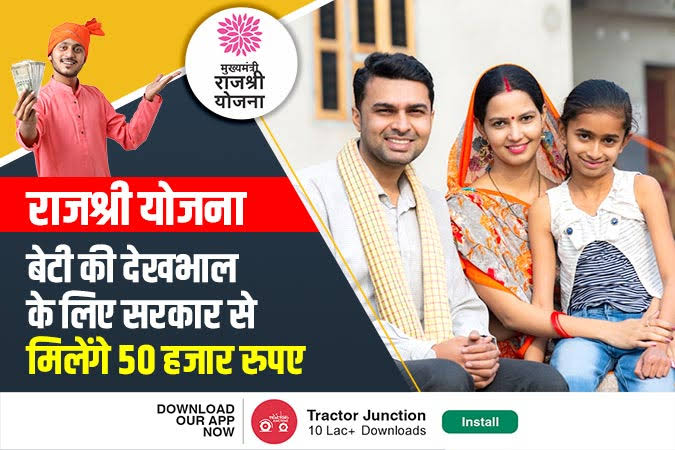 मुख्यमंत्री
राजश्री
योजना
राजश्री योजना
बेटी की देखभाल
के लिए सरकार से
मिलेंगे 50 हजार रुपए
DOWNLOAD
OUR APP
NOW
Tractor Junction
10 Lac+ Downloads
Install